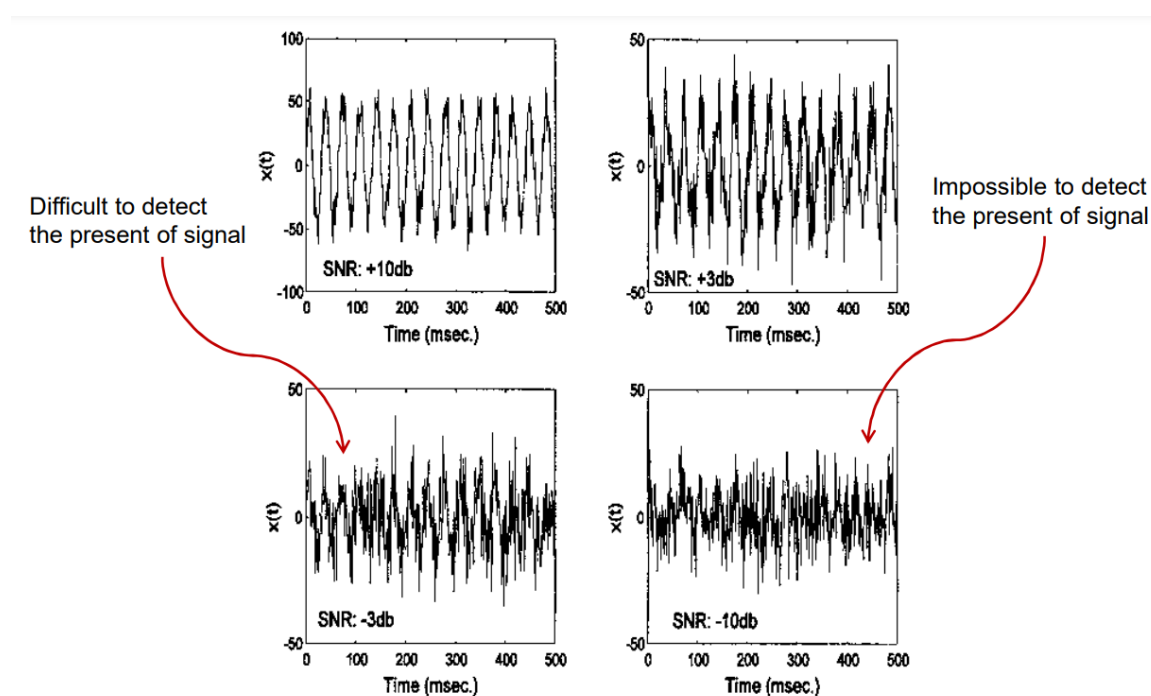 100
50
x(t)
0
-50
-100
SNR: +10db
0 100 200 300 400 500
Time (msec.)
50
x(t)
0
-50
SNR: +3db
0 100 200 300 400 500
Time (msec.)
Difficult to detect
the present of signal
Impossible to detect
the present of signal
50
x(t)
0
-50
SNR: -3db
0 100 200 300 400 500
Time (msec.)
50
x(t)
0
-50
SNR: -10db
0 100 200 300 400 500
Time (msec.)